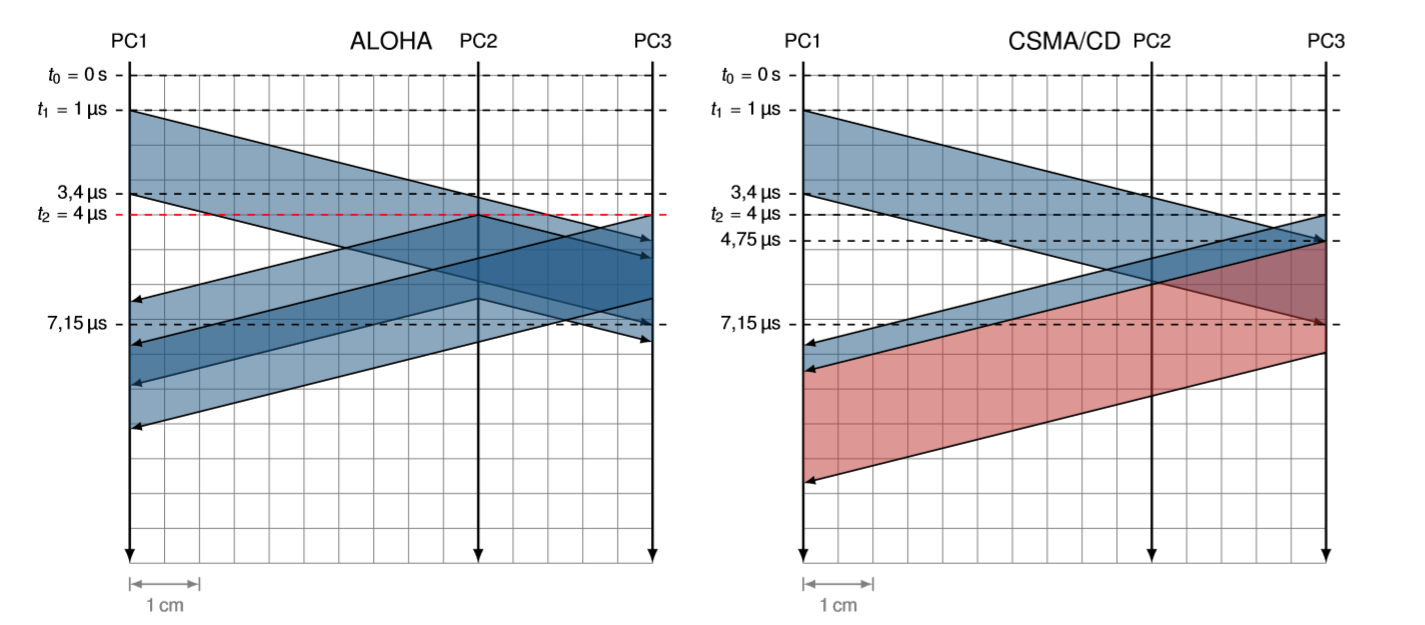 PC1 ALOHA PC2 PC3
t₀ = 0 s
t₁ = 1 µs
3,4 µs
t₂ = 4 µs
7,15 µs
1 cm
PC1 CSMA/CD PC2 PC3
t₀ = 0 s
t₁ = 1 µs
3,4 µs
t₂ = 4 µs
4,75 µs
7,15 µs
1 cm